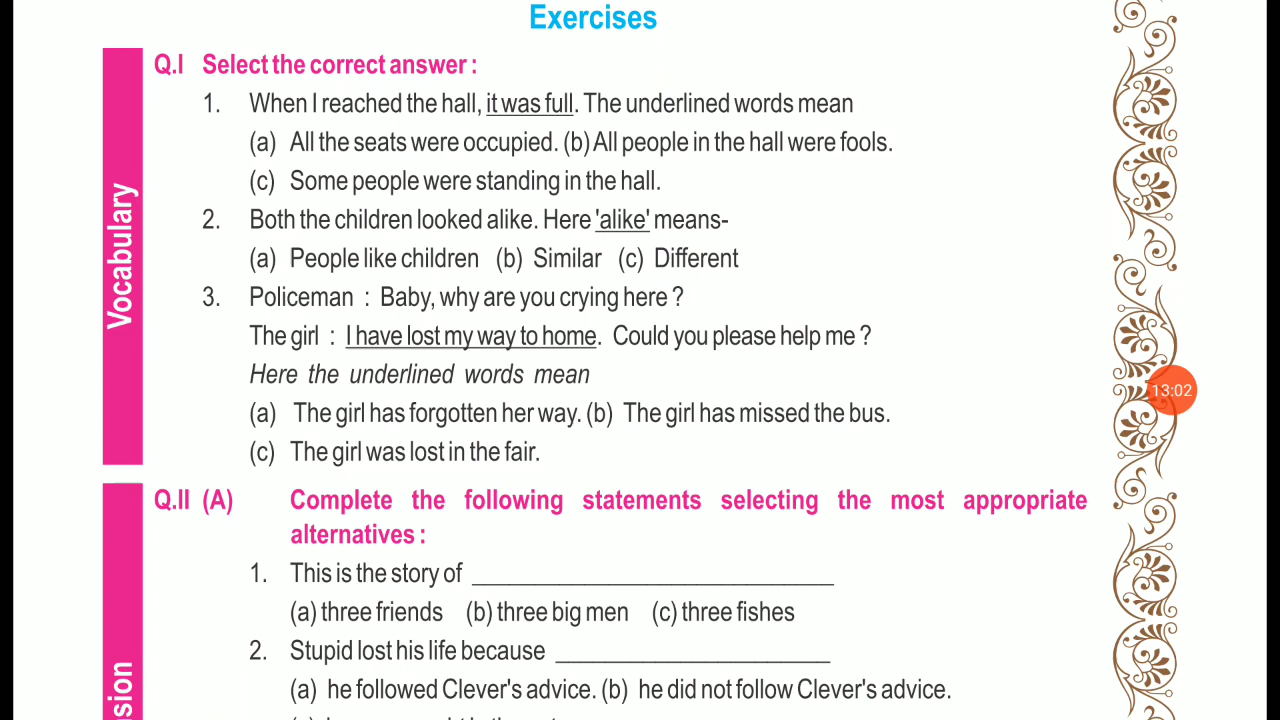 Exercises
Q.I Select the correct answer :
1. When I reached the hall, it was full. The underlined words mean
(a) All the seats were occupied. (b) All people in the hall were fools.
(c) Some people were standing in the hall.
2. Both the children looked alike. Here 'alike' means-
(a) People like children (b) Similar (c) Different
3. Policeman : Baby, why are you crying here ?
The girl : I have lost my way to home. Could you please help me ?
Here the underlined words mean
(a) The girl has forgotten her way. (b) The girl has missed the bus.
(c) The girl was lost in the fair.
Vocabulary
13:02
Q.II (A) Complete the following statements selecting the most appropriate
alternatives :
1. This is the story of ______________________________
(a) three friends (b) three big men (c) three fishes
2. Stupid lost his life because _______________________
(a) he followed Clever's advice. (b) he did not follow Clever's advice.
sion